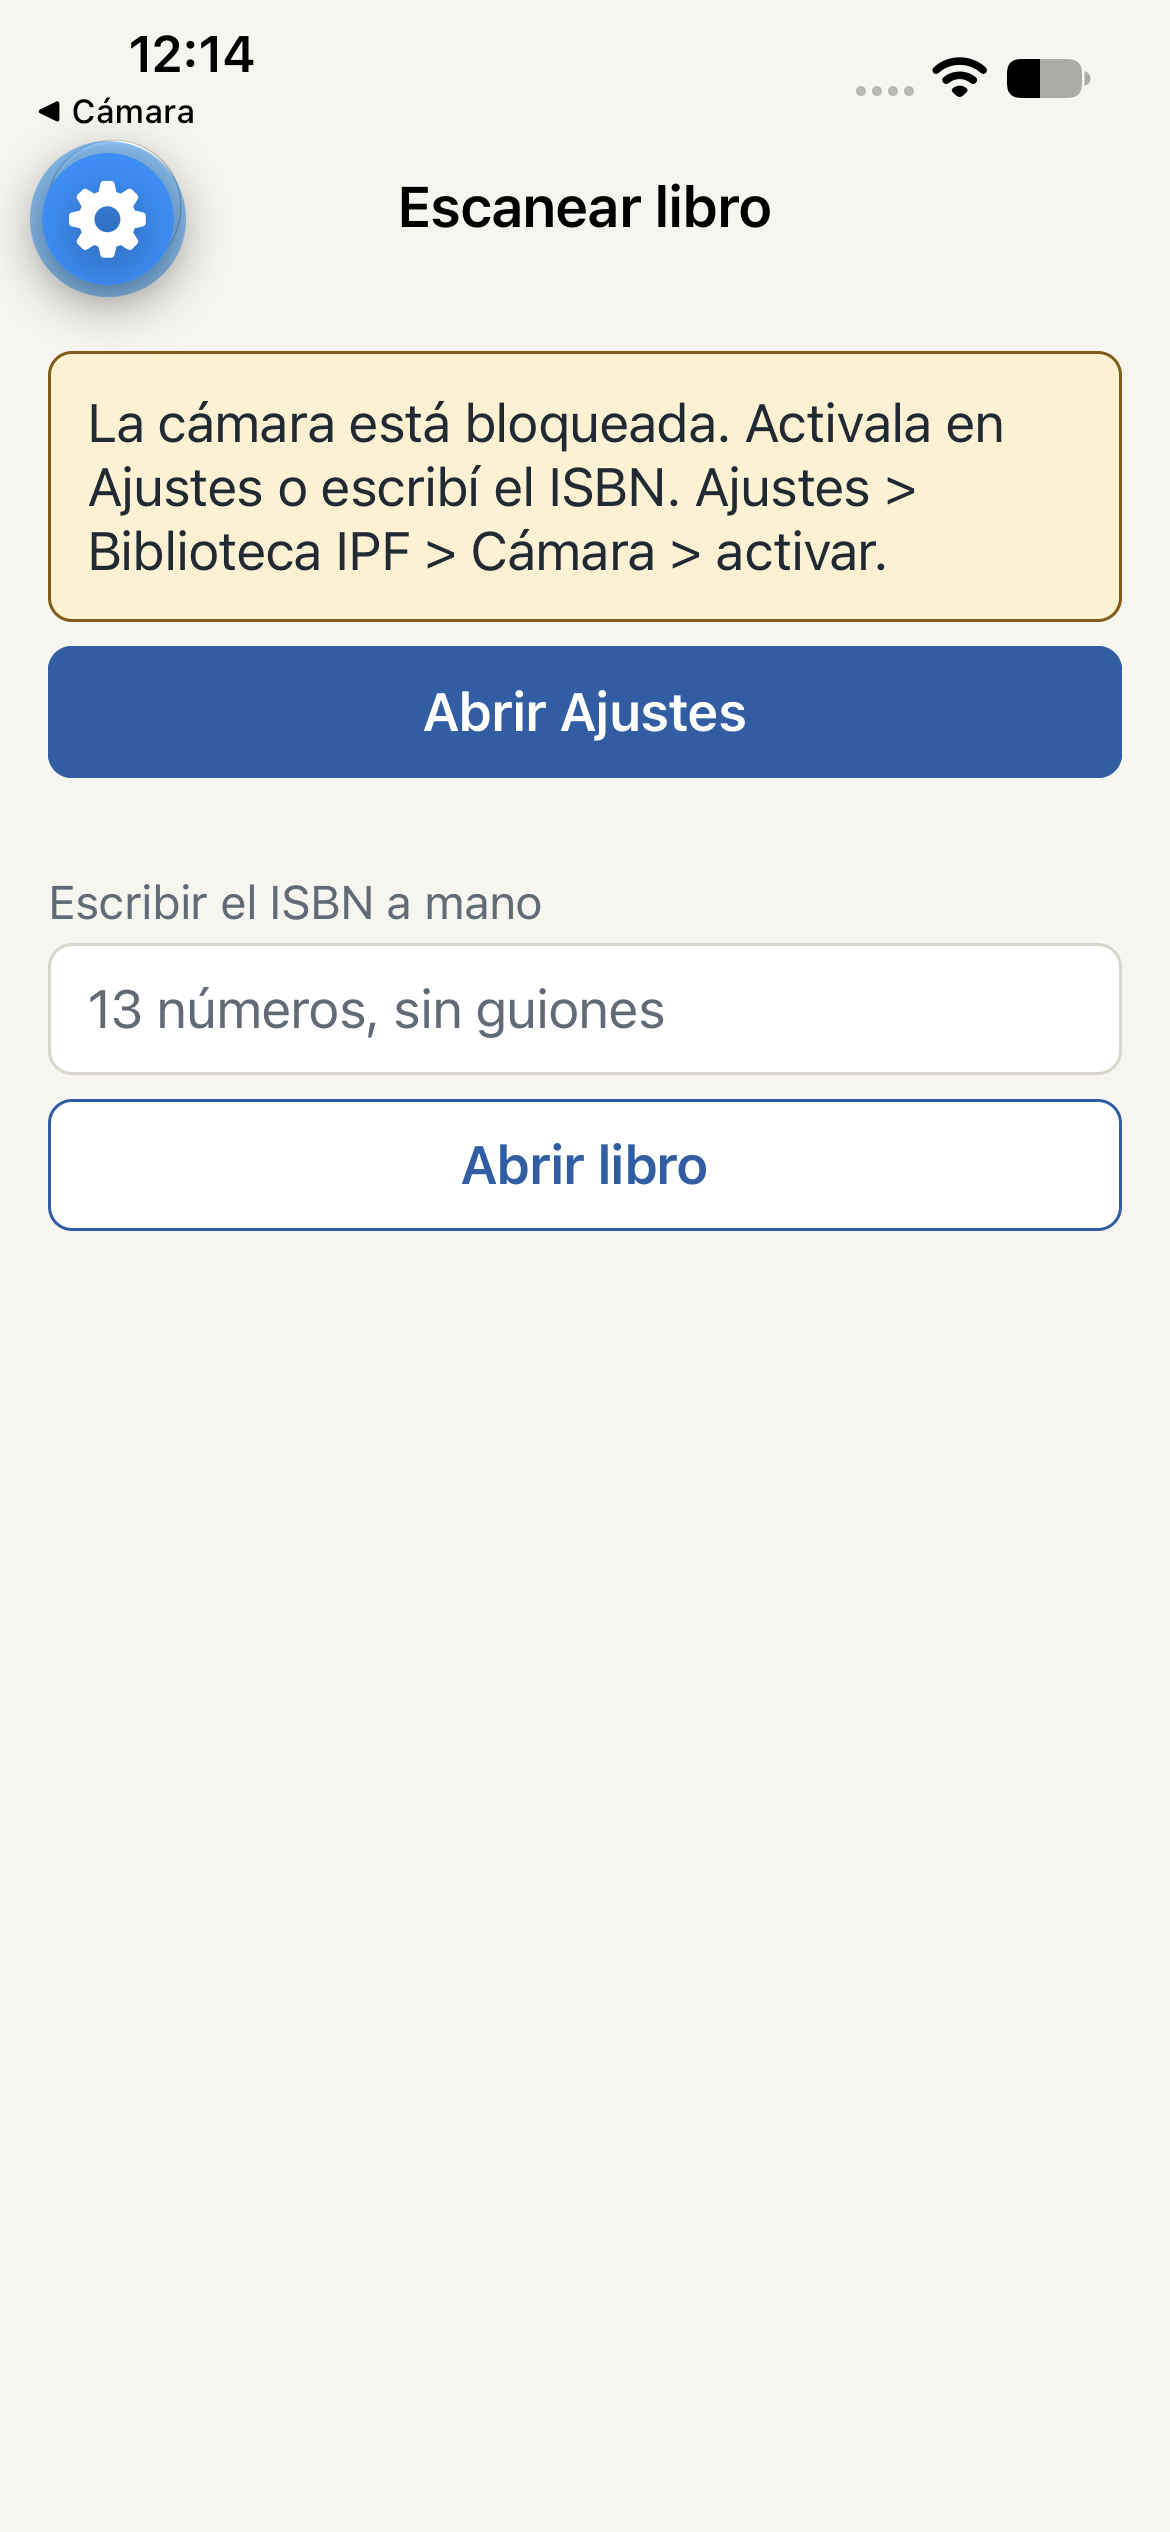 12:14
Cámara
Escanear libro
La cámara está bloqueada. Activala en
Ajustes o escribí el ISBN. Ajustes >
Biblioteca IPF > Cámara > activar.
Abrir Ajustes
Escribir el ISBN a mano
13 números, sin guiones
Abrir libro